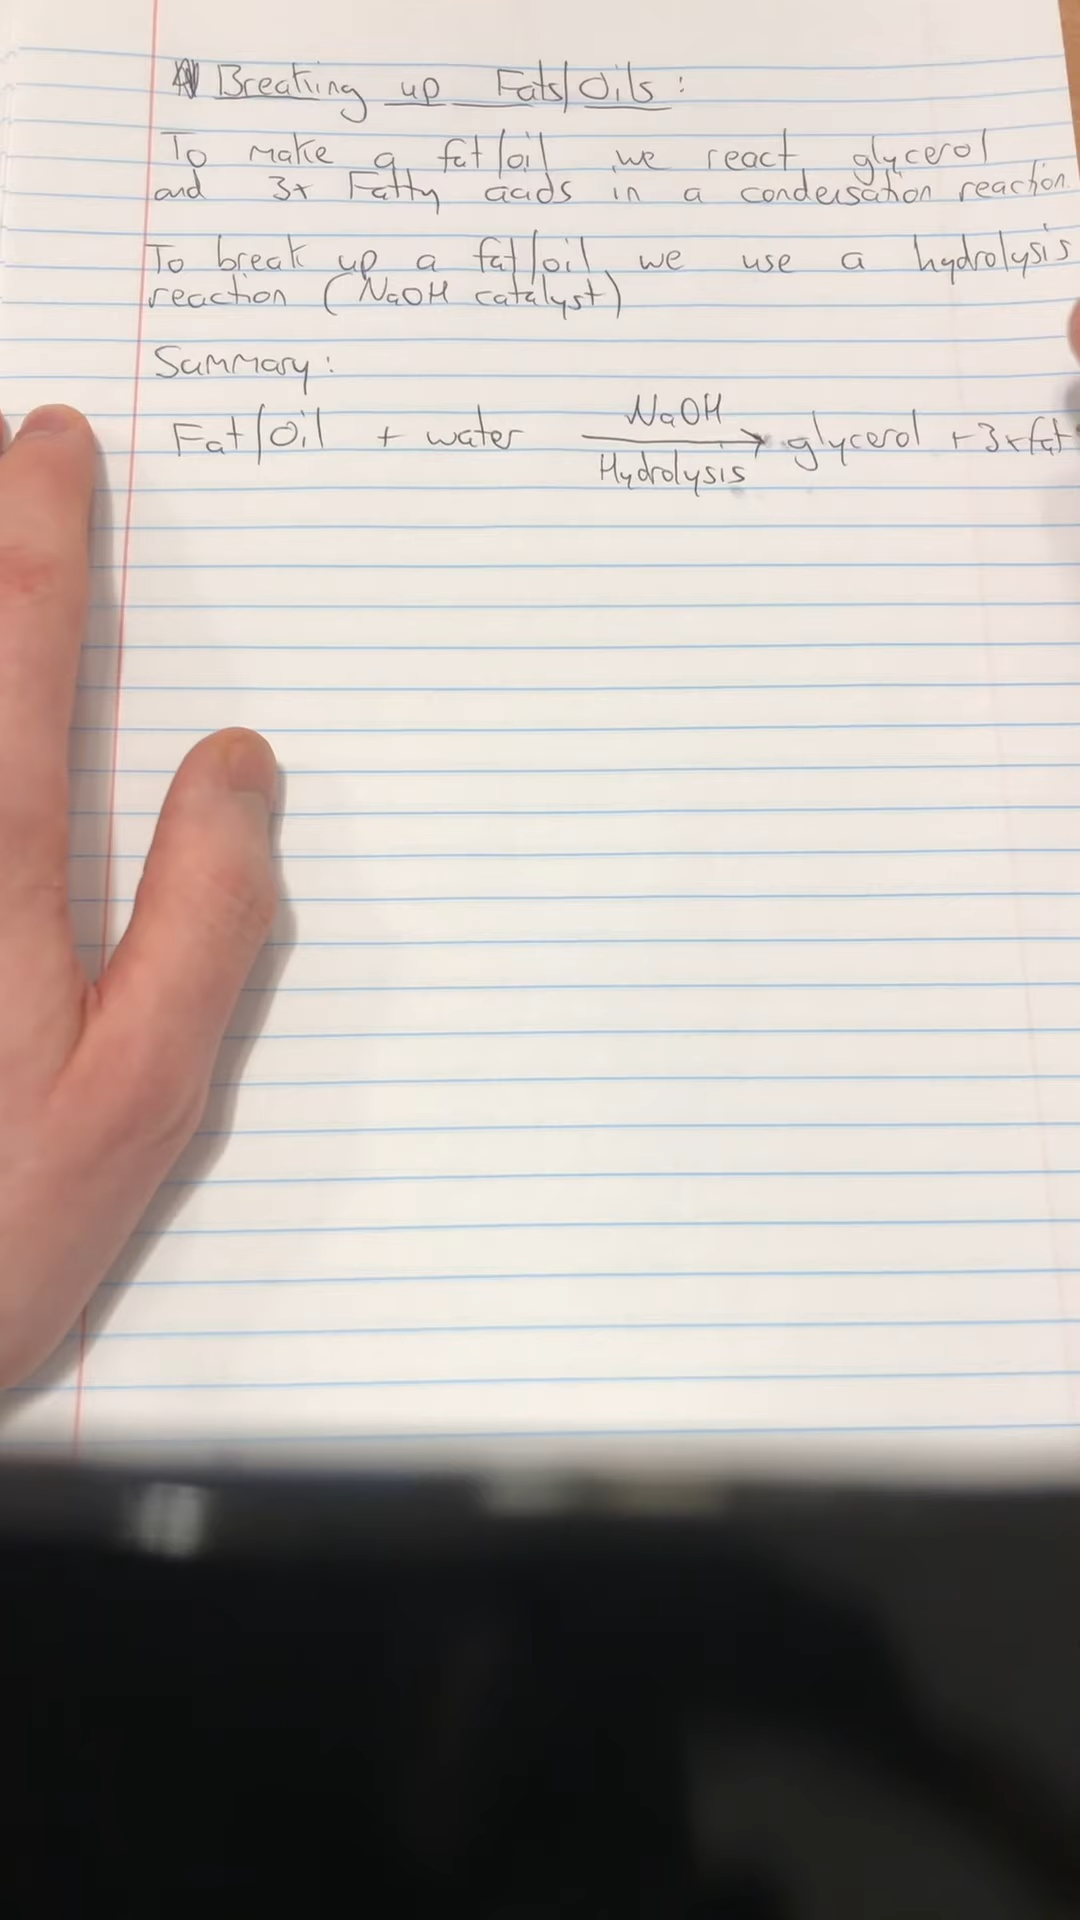 Breaking up Fats/Oils:
To make a fat/oil we react glycerol
and 3x Fatty acids in a condensation reaction.
To break up a fat/oil, we use a hydrolysis
reaction (NaOH catalyst)
Summary:
NaOH
Fat/Oil + water → glycerol + 3x fat
Hydrolysis